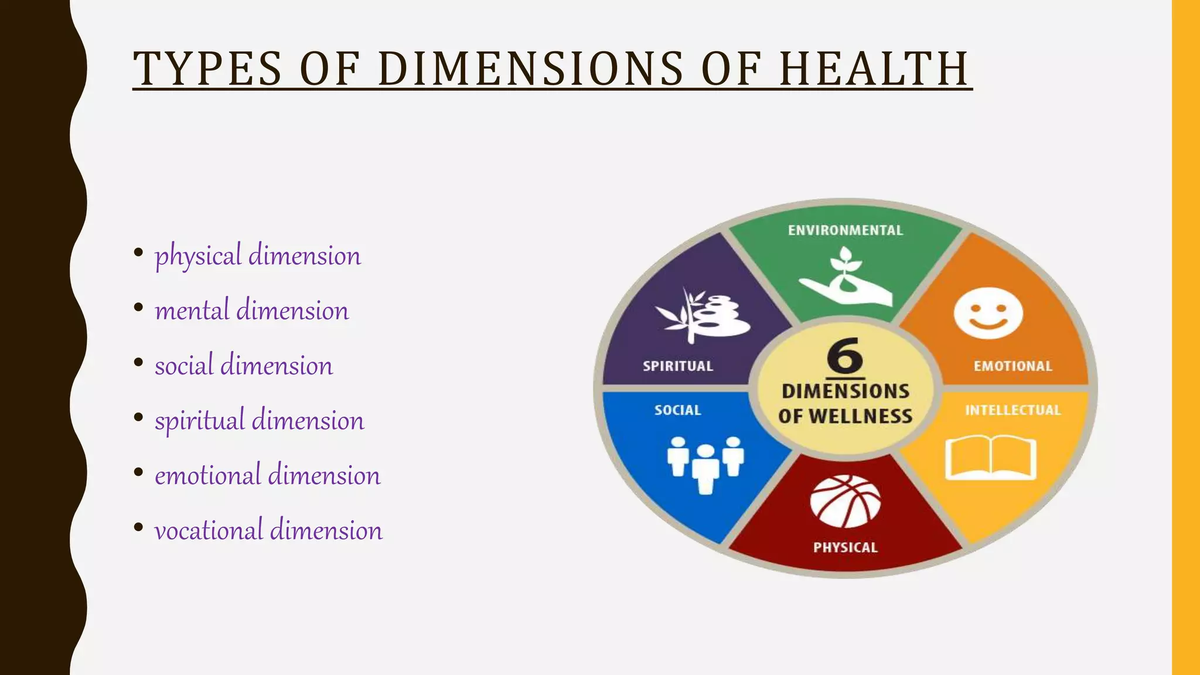 TYPES OF DIMENSIONS OF HEALTH
• physical dimension
• mental dimension
• social dimension
• spiritual dimension
• emotional dimension
• vocational dimension
ENVIRONMENTAL
SPIRITUAL
EMOTIONAL
6
DIMENSIONS
OF WELLNESS
SOCIAL
INTELLECTUAL
PHYSICAL